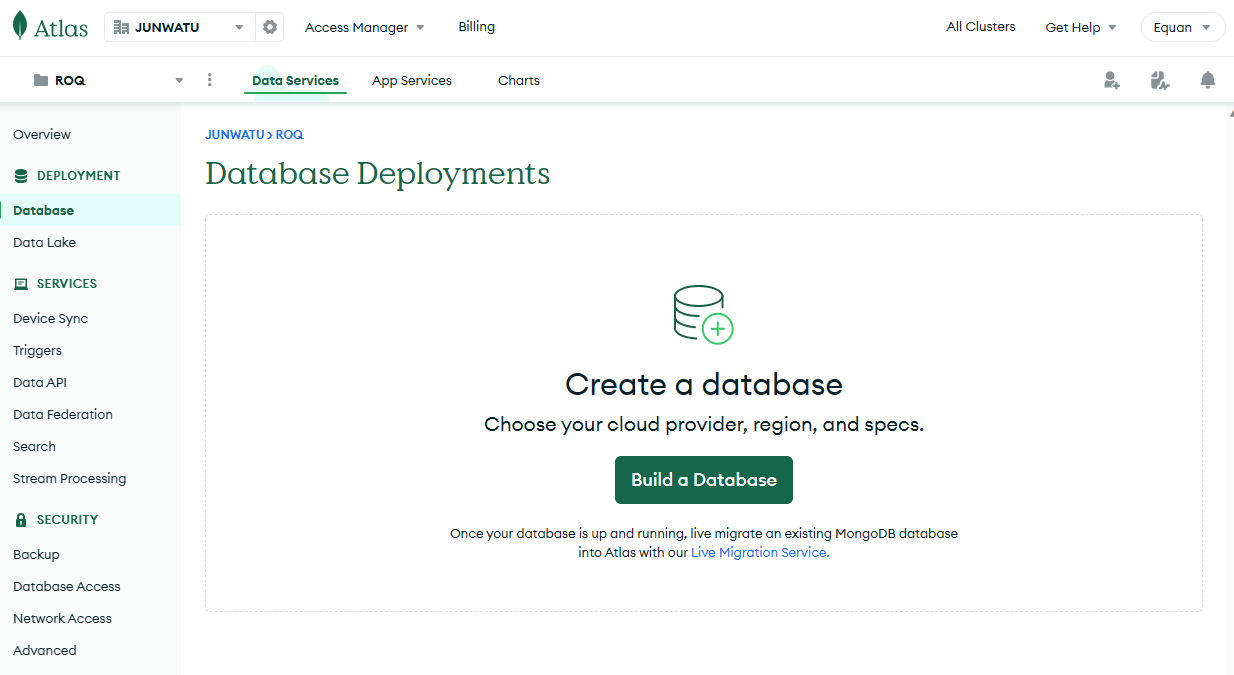 Atlas
JUNWATU
Access Manager
Billing
All Clusters
Get Help
Equan
ROQ
Data Services
App Services
Charts
Overview
DEPLOYMENT
Database
Data Lake
SERVICES
Device Sync
Triggers
Data API
Data Federation
Search
Stream Processing
SECURITY
Backup
Database Access
Network Access
Advanced
JUNWATU > ROQ
Database Deployments
Create a database
Choose your cloud provider, region, and specs.
Build a Database
Once your database is up and running, live migrate an existing MongoDB database
into Atlas with our Live Migration Service.